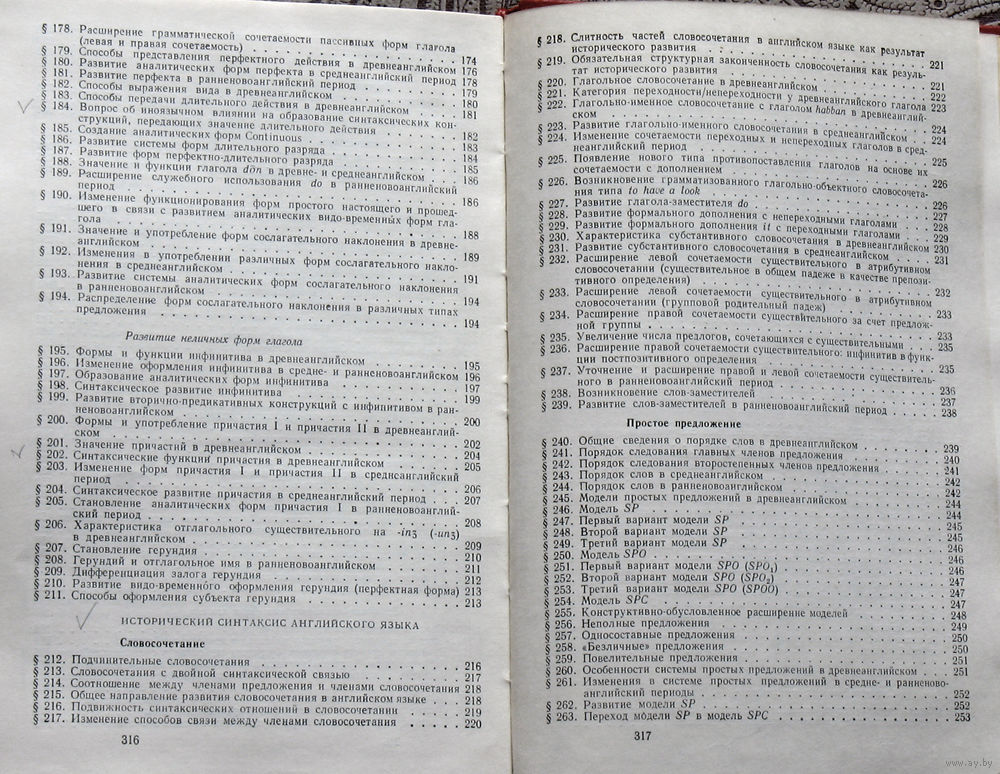 § 178. Расширение грамматической сочетаемости пассивных форм глагола
(левая и правая сочетаемость) . . . . . . . . . . 174
§ 179. Способы представления перфектного действия в древнеанглийском 176
§ 180. Развитие аналитических форм перфекта в среднеанглийский период 178
§ 181. Развитие перфекта в ранненовоанглийский период . . . . . 179
§ 182. Способы выражения вида в древнеанглийском . . . . . 180
§ 183. Способы передачи длительного действия в древнеанглийском . . . 181
§ 184. Вопрос об иноязычном влиянии на образование синтаксических кон-
струкций, передающих значение длительного действия . . . . 182
§ 185. Создание аналитических форм Continuous . . . . . 183
§ 186. Развитие системы форм длительного разряда . . . . . 184
§ 187. Развитие форм перфектно-длительного разряда . . . . . 185
§ 188. Значение и функции глагола dōn в древне- и среднеанглийском . . 186
§ 189. Расширение служебного использования do в ранненовоанглийский
период . . . . . . . . . . 186
§ 190. Изменение функционирования форм простого настоящего и прошед-
шего в связи с развитием аналитических видо-временных форм гла-
гола . . . . . . . . . . 188
§ 191. Значение и употребление форм сослагательного наклонения в древне-
английском . . . . . . . . . . 189
§ 192. Изменения в употреблении различных форм сослагательного накло-
нения в среднеанглийском . . . . . . . . . . 191
§ 193. Развитие системы аналитических форм сослагательного наклонения
в ранненовоанглийском . . . . . . . . . . 194
§ 194. Распределение форм сослагательного наклонения в различных типах
предложения . . . . . . . . . . 194
Развитие неличных форм глагола
§ 195. Формы и функции инфинитива в древнеанглийском . . . . . 195
§ 196. Изменение оформления инфинитива в средне- и ранненовоанглийском 196
§ 197. Образование аналитических форм инфинитива . . . . . 197
§ 198. Синтаксическое развитие инфинитива . . . . . 199
§ 199. Развитие вторично-предикативных конструкций с инфинитивом в ран-
неновоанглийском . . . . . . . . . . 200
§ 200. Формы и употребление причастия I и причастия II в древнеанглий-
ском . . . . . . . . . . 202
§ 201. Значение причастий в древнеанглийском . . . . . 204
§ 202. Синтаксические функции причастия в древнеанглийском . . . . . 205
§ 203. Изменение форм причастия I и причастия II в среднеанглийский
период . . . . . . . . . . 206
§ 204. Синтаксическое развитие причастия в среднеанглийский период . . . 207
§ 205. Становление аналитических форм причастия I в ранненовоанглий-
ский период . . . . . . . . . . 208
§ 206. Характеристика отглагольного существительного на -inʒ (-unʒ)
в древнеанглийском . . . . . . . . . . 209
§ 207. Становление герундия . . . . . . . . . . 210
§ 208. Герундий и отглагольное имя в ранненовоанглийском . . . . . 211
§ 209. Дифференциация залога герундия . . . . . 212
§ 210. Развитие видо-временно́го оформления герундия (перфектная форма) 213
§ 211. Способы оформления субъекта герундия . . . . . 213
ИСТОРИЧЕСКИЙ СИНТАКСИС АНГЛИЙСКОГО ЯЗЫКА
Словосочетание
§ 212. Подчинительные словосочетания . . . . . 216
§ 213. Словосочетания с двойной синтаксической связью . . . . . 217
§ 214. Соотношение между членами предложения и членами словосочетания 218
§ 215. Общее направление развития словосочетания в английском языке . . 218
§ 216. Подвижность синтаксических отношений в словосочетании . . . . 219
§ 217. Изменение способов связи между членами словосочетания . . . . 220
316
§ 218. Слитность частей словосочетания в английском языке как результат
исторического развития . . . . . . . . . . 221
§ 219. Обязательная структурная законченность словосочетания как резуль-
тат исторического развития . . . . . . . . . . 221
§ 220. Глагольное словосочетание в древнеанглийском . . . . . 222
§ 221. Категория переходности/непереходности у древнеанглийского глагола 223
§ 222. Глагольно-именное словосочетание с глаголом habban в древнеанглий-
ском . . . . . . . . . . 224
§ 223. Развитие глагольно-именного словосочетания в среднеанглийском . . 224
§ 224. Изменение сочетаемости переходных и непереходных глаголов в сред-
неанглийский период . . . . . . . . . . 225
§ 225. Появление нового типа противопоставления глаголов на основе их
сочетаемости с дополнением . . . . . . . . . . 226
§ 226. Возникновение грамматизованного глагольно-объектного словосочета-
ния типа to have a look . . . . . . . . . . 226
§ 227. Развитие глагола-заместителя do . . . . . 227
§ 228. Развитие формального дополнения с непереходными глаголами . . . 228
§ 229. Развитие формального дополнения it с переходными глаголами . . . 229
§ 230. Характеристика субстантивного словосочетания в древнеанглийском 230
§ 231. Развитие субстантивного словосочетания в среднеанглийском . . . 231
§ 232. Расширение левой сочетаемости существительного в атрибутивном
словосочетании (существительное в общем падеже в качестве препози-
тивного определения) . . . . . . . . . . 232
§ 233. Расширение левой сочетаемости существительного в атрибутивном
словосочетании (групповой родительный падеж) . . . . . 233
§ 234. Расширение правой сочетаемости существительного за счет предлож-
ной группы . . . . . . . . . . 233
§ 235. Увеличение числа предлогов, сочетающихся с существительными . . 235
§ 236. Расширение правой сочетаемости существительного: инфинитив в функ-
ции постпозитивного определения . . . . . . . . . . 235
§ 237. Уточнение и расширение правой и левой сочетаемости существитель-
ного в ранненовоанглийский период . . . . . . . . . . 236
§ 238. Возникновение слов-заместителей . . . . . 237
§ 239. Развитие слов-заместителей в ранненовоанглийский период . . . . 238
Простое предложение
§ 240. Общие сведения о порядке слов в древнеанглийском . . . . . 239
§ 241. Порядок следования главных членов предложения . . . . . 240
§ 242. Порядок следования второстепенных членов предложения . . . . . 241
§ 243. Порядок слов в среднеанглийском . . . . . 242
§ 244. Порядок слов в ранненовоанглийском . . . . . 242
§ 245. Модели простых предложений в древнеанглийском . . . . . 244
§ 246. Модель SP . . . . . . . . . . 244
§ 247. Первый вариант модели SP . . . . . 245
§ 248. Второй вариант модели SP . . . . . 245
§ 249. Третий вариант модели SP . . . . . 246
§ 250. Модель SPO . . . . . . . . . . 246
§ 251. Первый вариант модели SPO (SPO₁) . . . . . 246
§ 252. Второй вариант модели SPO (SPO₂) . . . . . 247
§ 253. Третий вариант модели SPO (SPOO) . . . . . 247
§ 254. Модель SPC . . . . . . . . . . 247
§ 255. Конструктивно-обусловленное расширение моделей . . . . . 248
§ 256. Неполные предложения . . . . . 249
§ 257. Односоставные предложения . . . . . 250
§ 258. «Безличные» предложения . . . . . 250
§ 259. Повелительные предложения . . . . . 251
§ 260. Особенности системы простых предложений в древнеанглийском . . . 251
§ 261. Изменения в системе простых предложений в средне- и ранненово-
английский периоды . . . . . . . . . . 252
§ 262. Развитие модели SP . . . . . 252
§ 263. Переход модели SP в модель SPC . . . . . 253
317
www.ay.by